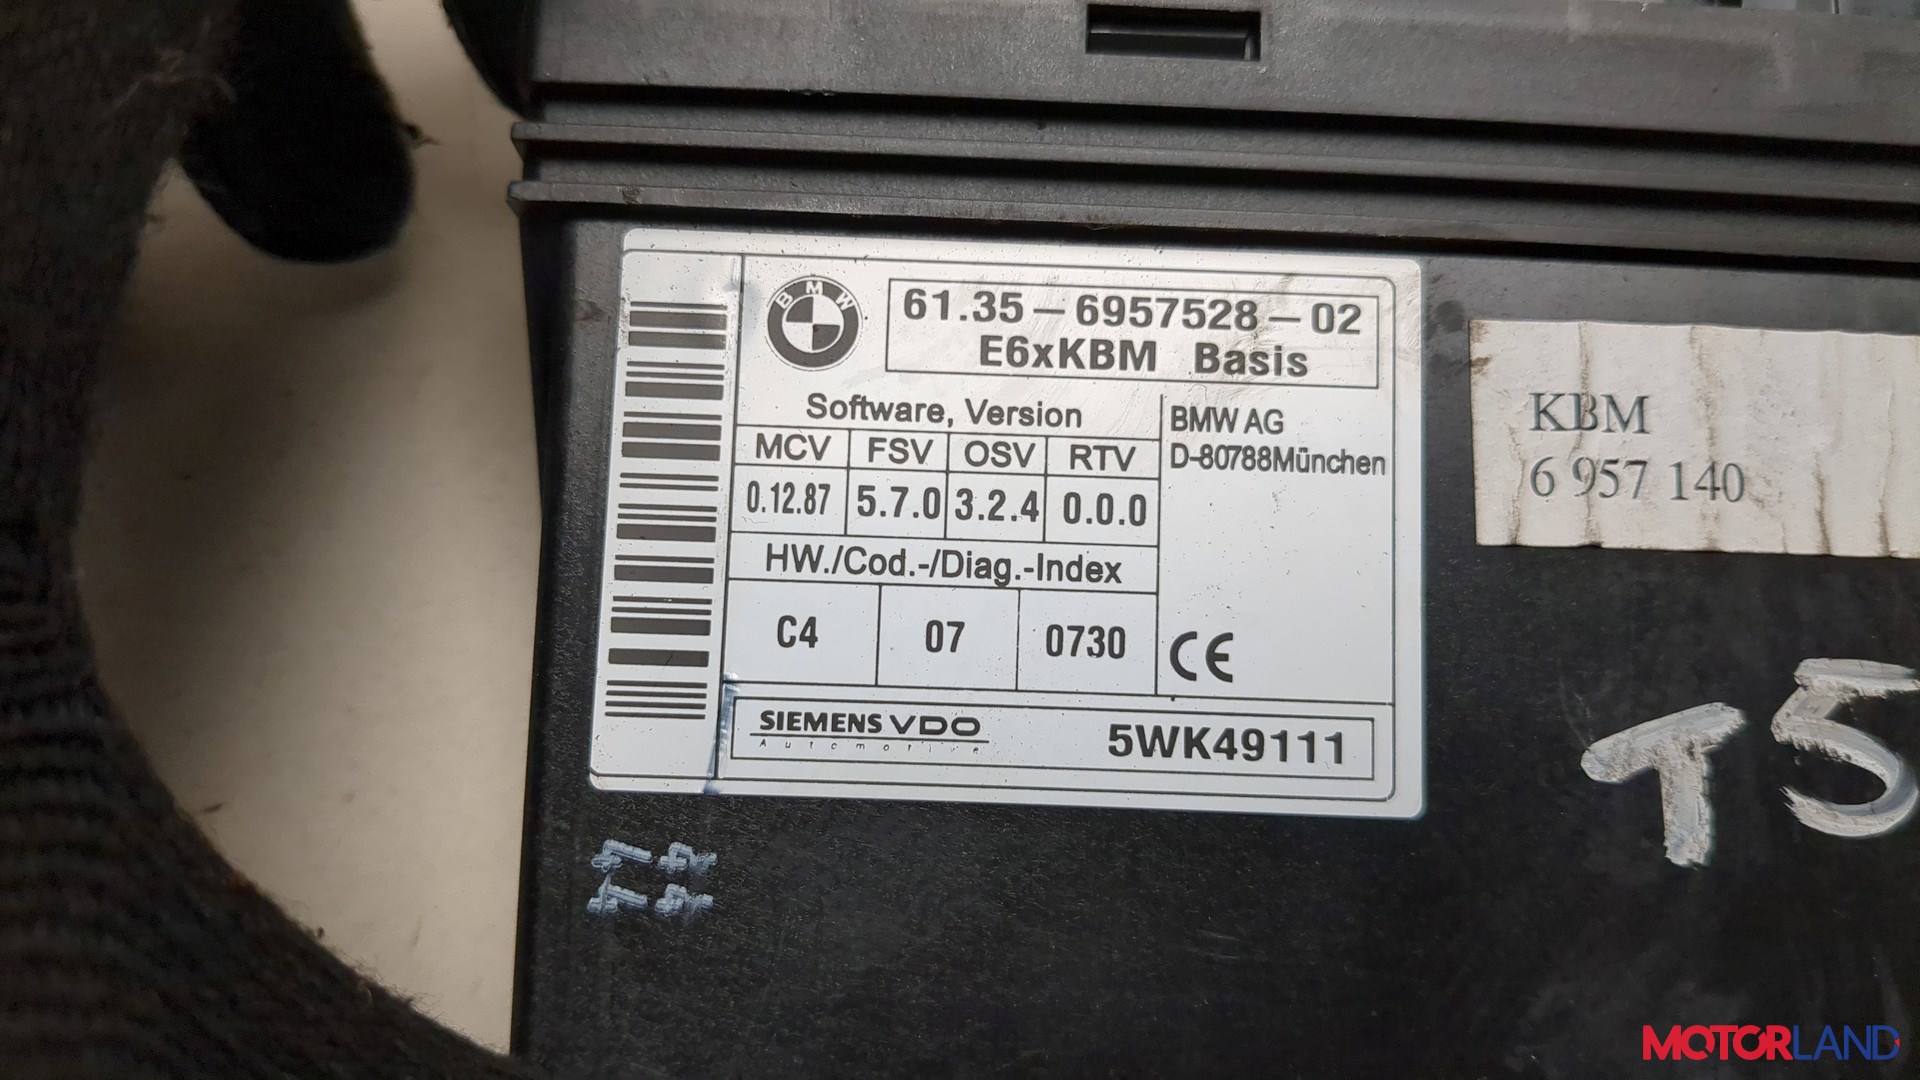 BMW
61.35-6957528-02
E6xKBM Basis
Software, Version
MCV FSV OSV RTV
0.12.87 5.7.0 3.2.4 0.0.0
HW./Cod.-/Diag.-Index
C4 07 0730
BMW AG
D-80788München
CE
SIEMENS VDO
Automotive
5WK49111
KBM
6 957 140
T5
MOTORLAND